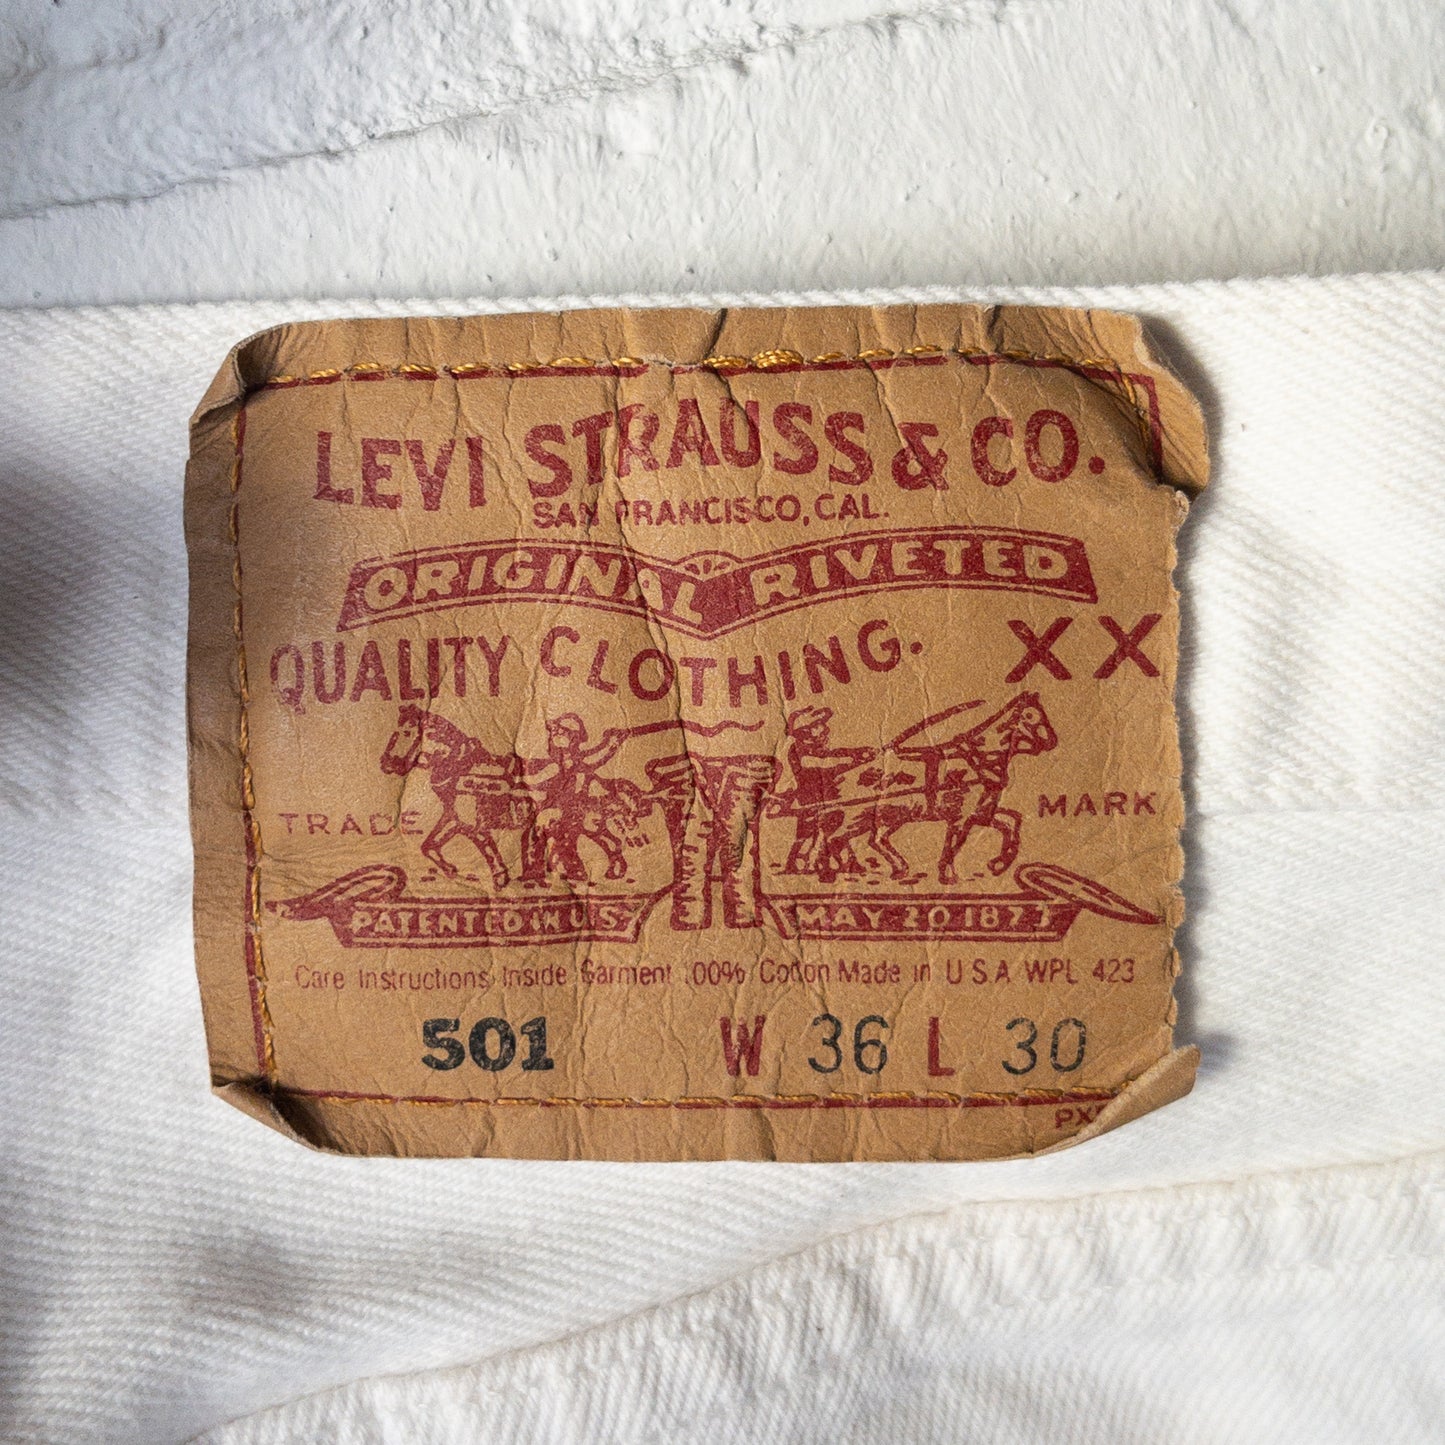 LEVI STRAUSS & CO.
SAN FRANCISCO, CAL.
ORIGINAL RIVETED
QUALITY CLOTHING. XX
TRADE MARK
PATENTED IN U.S. MAY 20 1873
Care Instructions Inside Garment 100% Cotton Made in U S A WPL 423
501 W 36 L 30